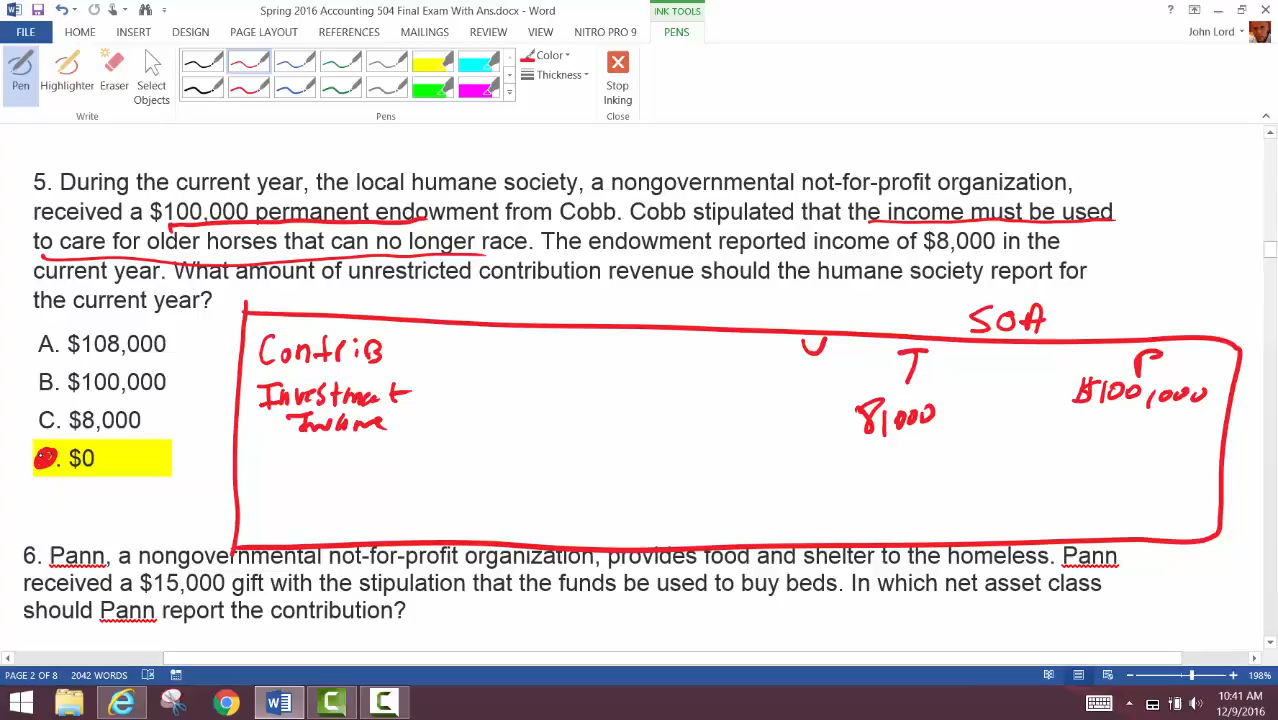 Spring 2016 Accounting 504 Final Exam With Ans.docx - Word
INK TOOLS
FILE HOME INSERT DESIGN PAGE LAYOUT REFERENCES MAILINGS REVIEW VIEW NITRO PRO 9 PENS
John Lord
Pen Highlighter Eraser Select Objects
Color
Thickness
Stop Inking
Write Pens Close
5. During the current year, the local humane society, a nongovernmental not-for-profit organization,
received a $100,000 permanent endowment from Cobb. Cobb stipulated that the income must be used
to care for older horses that can no longer race. The endowment reported income of $8,000 in the
current year. What amount of unrestricted contribution revenue should the humane society report for
the current year?
SOA
A. $108,000
B. $100,000
C. $8,000
. $0
Contrib
U T P
Investment
Income
8,000
$100,000
6. Pann, a nongovernmental not-for-profit organization, provides food and shelter to the homeless. Pann
received a $15,000 gift with the stipulation that the funds be used to buy beds. In which net asset class
should Pann report the contribution?
PAGE 2 OF 8 2042 WORDS
198%
10:41 AM
12/9/2016